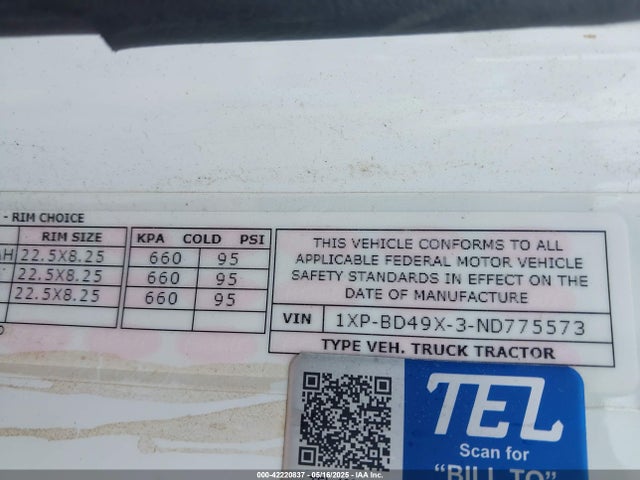 - RIM CHOICE
RIM SIZE
22.5X8.25
22.5X8.25
22.5X8.25
KPA COLD PSI
660 95
660 95
660 95
THIS VEHICLE CONFORMS TO ALL
APPLICABLE FEDERAL MOTOR VEHICLE
SAFETY STANDARDS IN EFFECT ON THE
DATE OF MANUFACTURE
VIN 1XP-BD49X-3-ND775573
TYPE VEH. TRUCK TRACTOR
TEL
Scan for
"BILL TO"
000-42220837 - 05/16/2025 - IAA Inc.